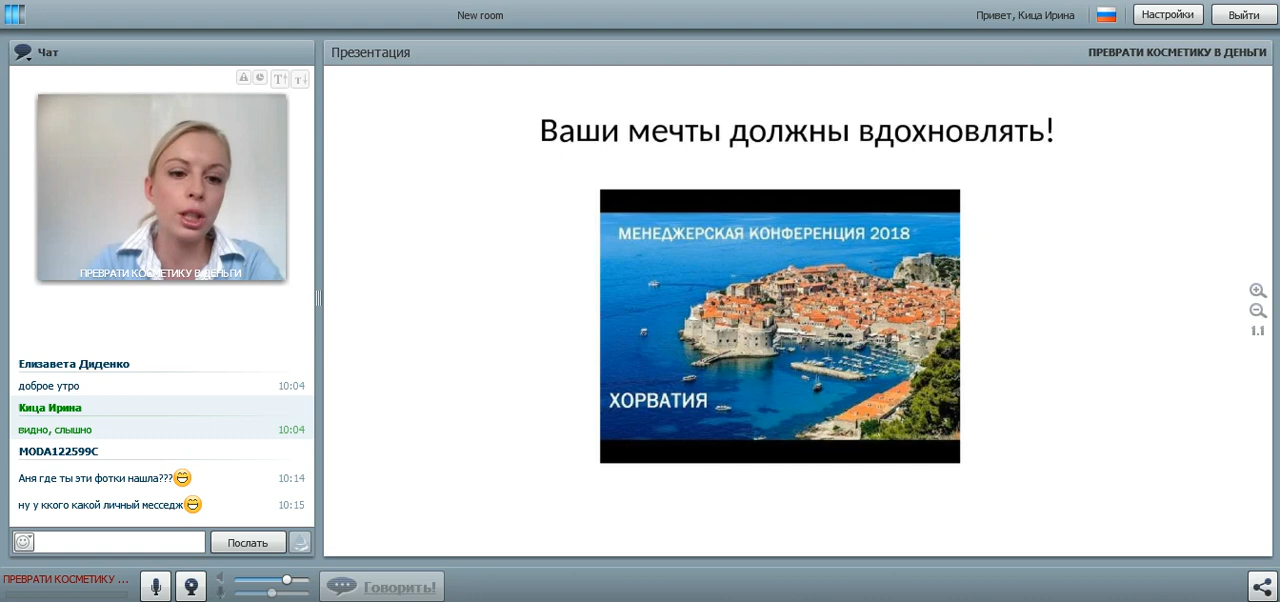 New room
Привет, Кица Ирина
Настройки
Выйти
Чат
ПРЕВРАТИ КОСМЕТИКУ В ДЕНЬГИ
Елизавета Диденко
доброе утро 10:04
Кица Ирина
видно, слышно 10:04
MODA122599C
Аня где ты эти фотки нашла??? 10:14
ну у ккого какой личный месседж 10:15
Послать
Презентация
ПРЕВРАТИ КОСМЕТИКУ В ДЕНЬГИ
Ваши мечты должны вдохновлять!
МЕНЕДЖЕРСКАЯ КОНФЕРЕНЦИЯ 2018
ХОРВАТИЯ
1.1
ПРЕВРАТИ КОСМЕТИКУ ...
Говорить!